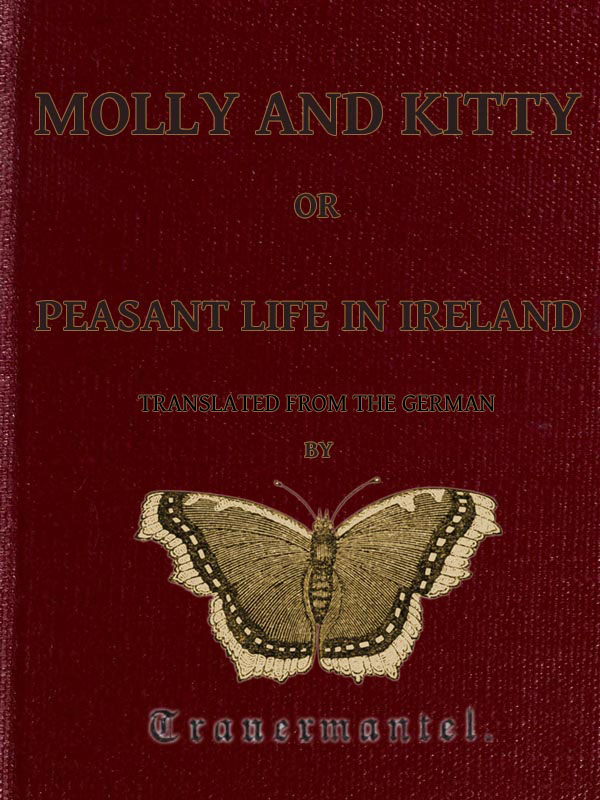 MOLLY AND KITTY
OR
PEASANT LIFE IN IRELAND
TRANSLATED FROM THE GERMAN
BY
Trauermantel.